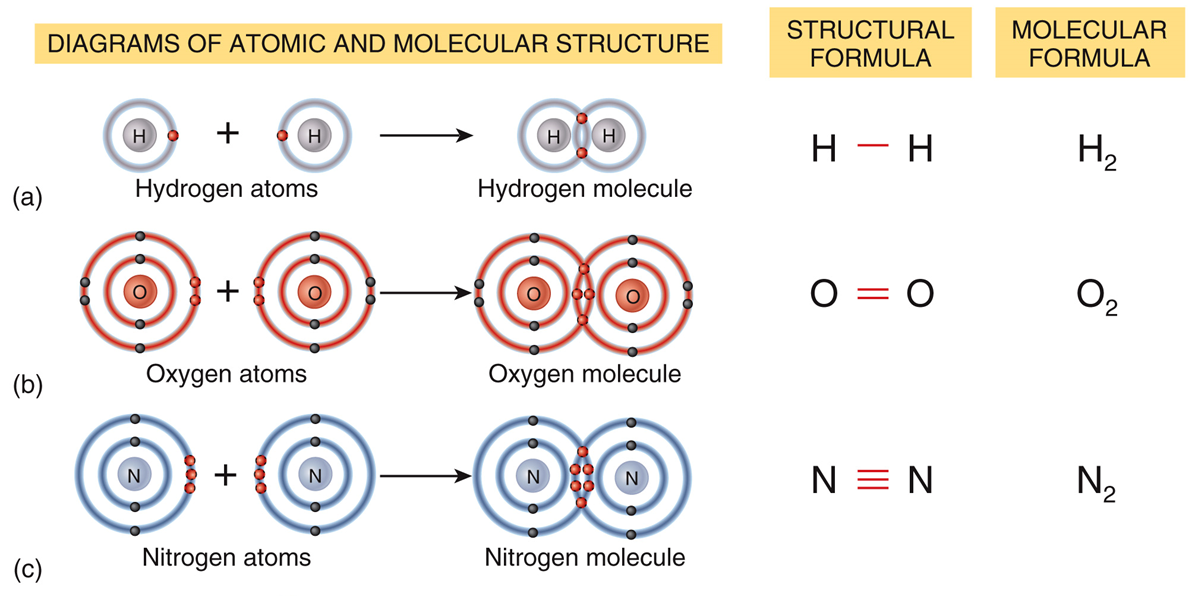 DIAGRAMS OF ATOMIC AND MOLECULAR STRUCTURE
STRUCTURAL
FORMULA
MOLECULAR
FORMULA
H + H H H
Hydrogen atoms
Hydrogen molecule
H — H
H₂
(a)
O + O O O
Oxygen atoms
Oxygen molecule
O = O
O₂
(b)
N + N N N
Nitrogen atoms
Nitrogen molecule
N ≡ N
N₂
(c)